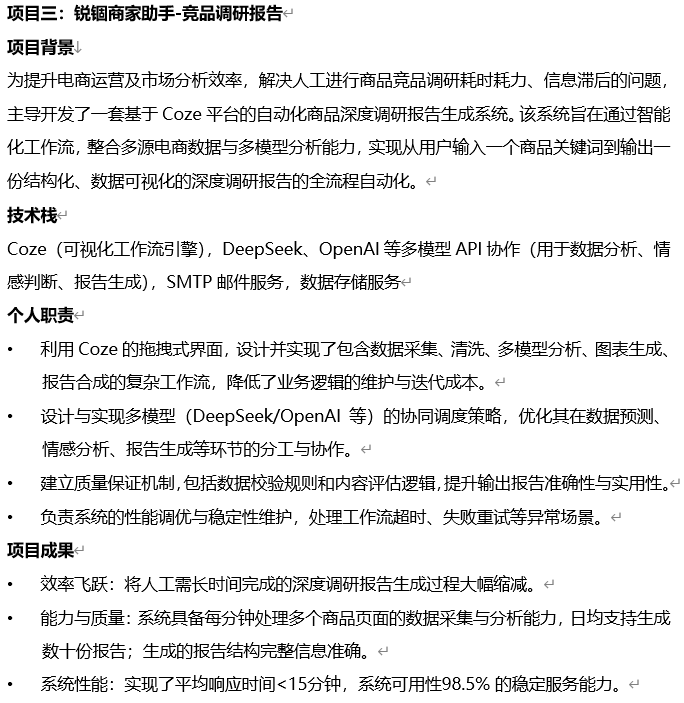 项目三：锐锢商家助手-竞品调研报告
项目背景
为提升电商运营及市场分析效率，解决人工进行商品竞品调研耗时耗力、信息滞后的问题，
主导开发了一套基于 Coze 平台的自动化商品深度调研报告生成系统。该系统旨在通过智能
化工作流，整合多源电商数据与多模型分析能力，实现从用户输入一个商品关键词到输出一
份结构化、数据可视化的深度调研报告的全流程自动化。
技术栈
Coze（可视化工作流引擎），DeepSeek、OpenAI 等多模型 API 协作（用于数据分析、情
感判断、报告生成），SMTP 邮件服务，数据存储服务
个人职责
• 利用 Coze 的拖拽式界面，设计并实现了包含数据采集、清洗、多模型分析、图表生成、
报告合成的复杂工作流，降低了业务逻辑的维护与迭代成本。
• 设计与实现多模型（DeepSeek/OpenAI 等）的协同调度策略，优化其在数据预测、
情感分析、报告生成等环节的分工与协作。
• 建立质量保证机制，包括数据校验规则和内容评估逻辑，提升输出报告准确性与实用性。
• 负责系统的性能调优与稳定性维护，处理工作流超时、失败重试等异常场景。
项目成果
• 效率飞跃：将人工需长时间完成的深度调研报告生成过程大幅缩减。
• 能力与质量：系统具备每分钟处理多个商品页面的数据采集与分析能力，日均支持生成
数十份报告；生成的报告结构完整信息准确。
• 系统性能：实现了平均响应时间<15分钟，系统可用性98.5% 的稳定服务能力。